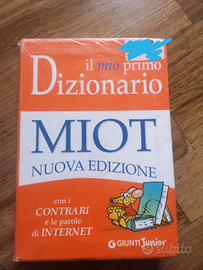 il mio primo
Dizionario
MIOT
NUOVA EDIZIONE
con i
CONTRARI
e le parole
di INTERNET
GIUNTI Junior
subito